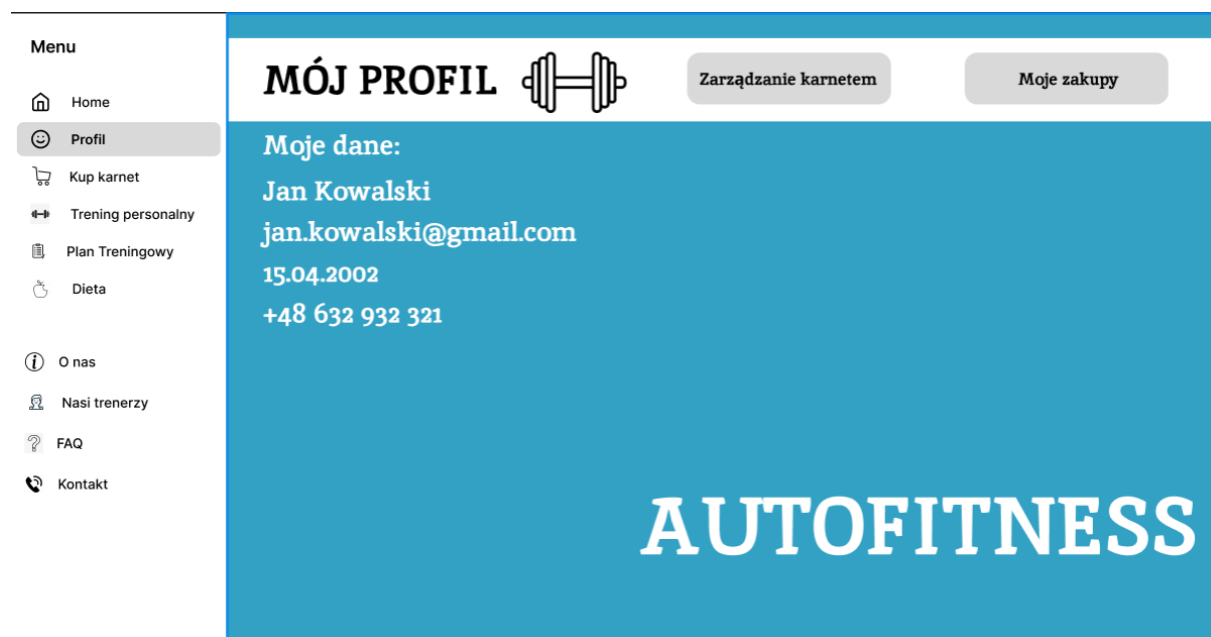 Menu
Home
Profil
Kup karnet
Trening personalny
Plan Treningowy
Dieta
O nas
Nasi trenerzy
FAQ
Kontakt
MÓJ PROFIL
Zarządzanie karnetem
Moje zakupy
Moje dane:
Jan Kowalski
jan.kowalski@gmail.com
15.04.2002
+48 632 932 321
AUTOFITNESS